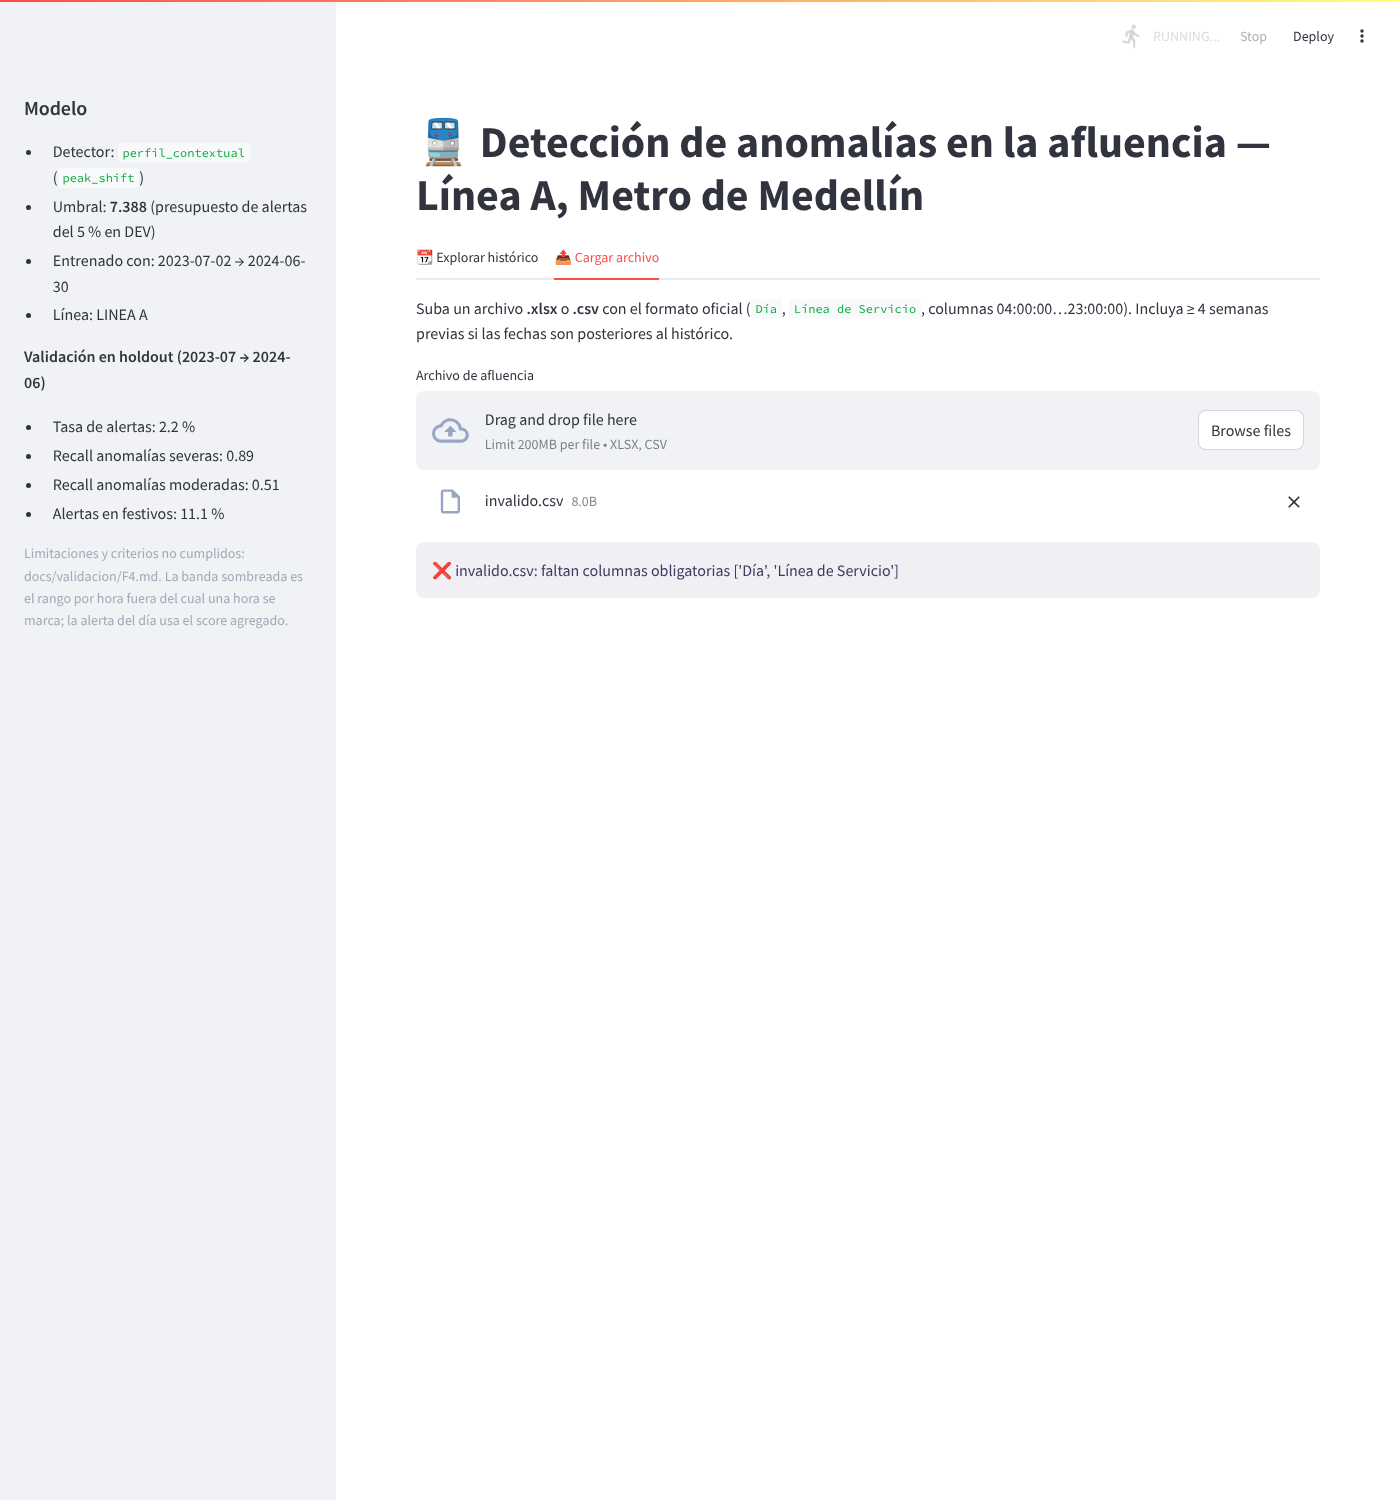 RUNNING...
Stop
Deploy
Modelo
Detector: perfil_contextual
(peak_shift)
Umbral: 7.388 (presupuesto de alertas
del 5 % en DEV)
Entrenado con: 2023-07-02 → 2024-06-
30
Línea: LINEA A
Validación en holdout (2023-07 → 2024-
06)
Tasa de alertas: 2.2 %
Recall anomalías severas: 0.89
Recall anomalías moderadas: 0.51
Alertas en festivos: 11.1 %
Limitaciones y criterios no cumplidos:
docs/validacion/F4.md. La banda sombreada es
el rango por hora fuera del cual una hora se
marca; la alerta del día usa el score agregado.
Detección de anomalías en la afluencia —
Línea A, Metro de Medellín
Explorar histórico
Cargar archivo
Suba un archivo .xlsx o .csv con el formato oficial (Día, Línea de Servicio, columnas 04:00:00…23:00:00). Incluya ≥ 4 semanas
previas si las fechas son posteriores al histórico.
Archivo de afluencia
Drag and drop file here
Limit 200MB per file • XLSX, CSV
Browse files
invalido.csv 8.0B
❌ invalido.csv: faltan columnas obligatorias ['Día', 'Línea de Servicio']